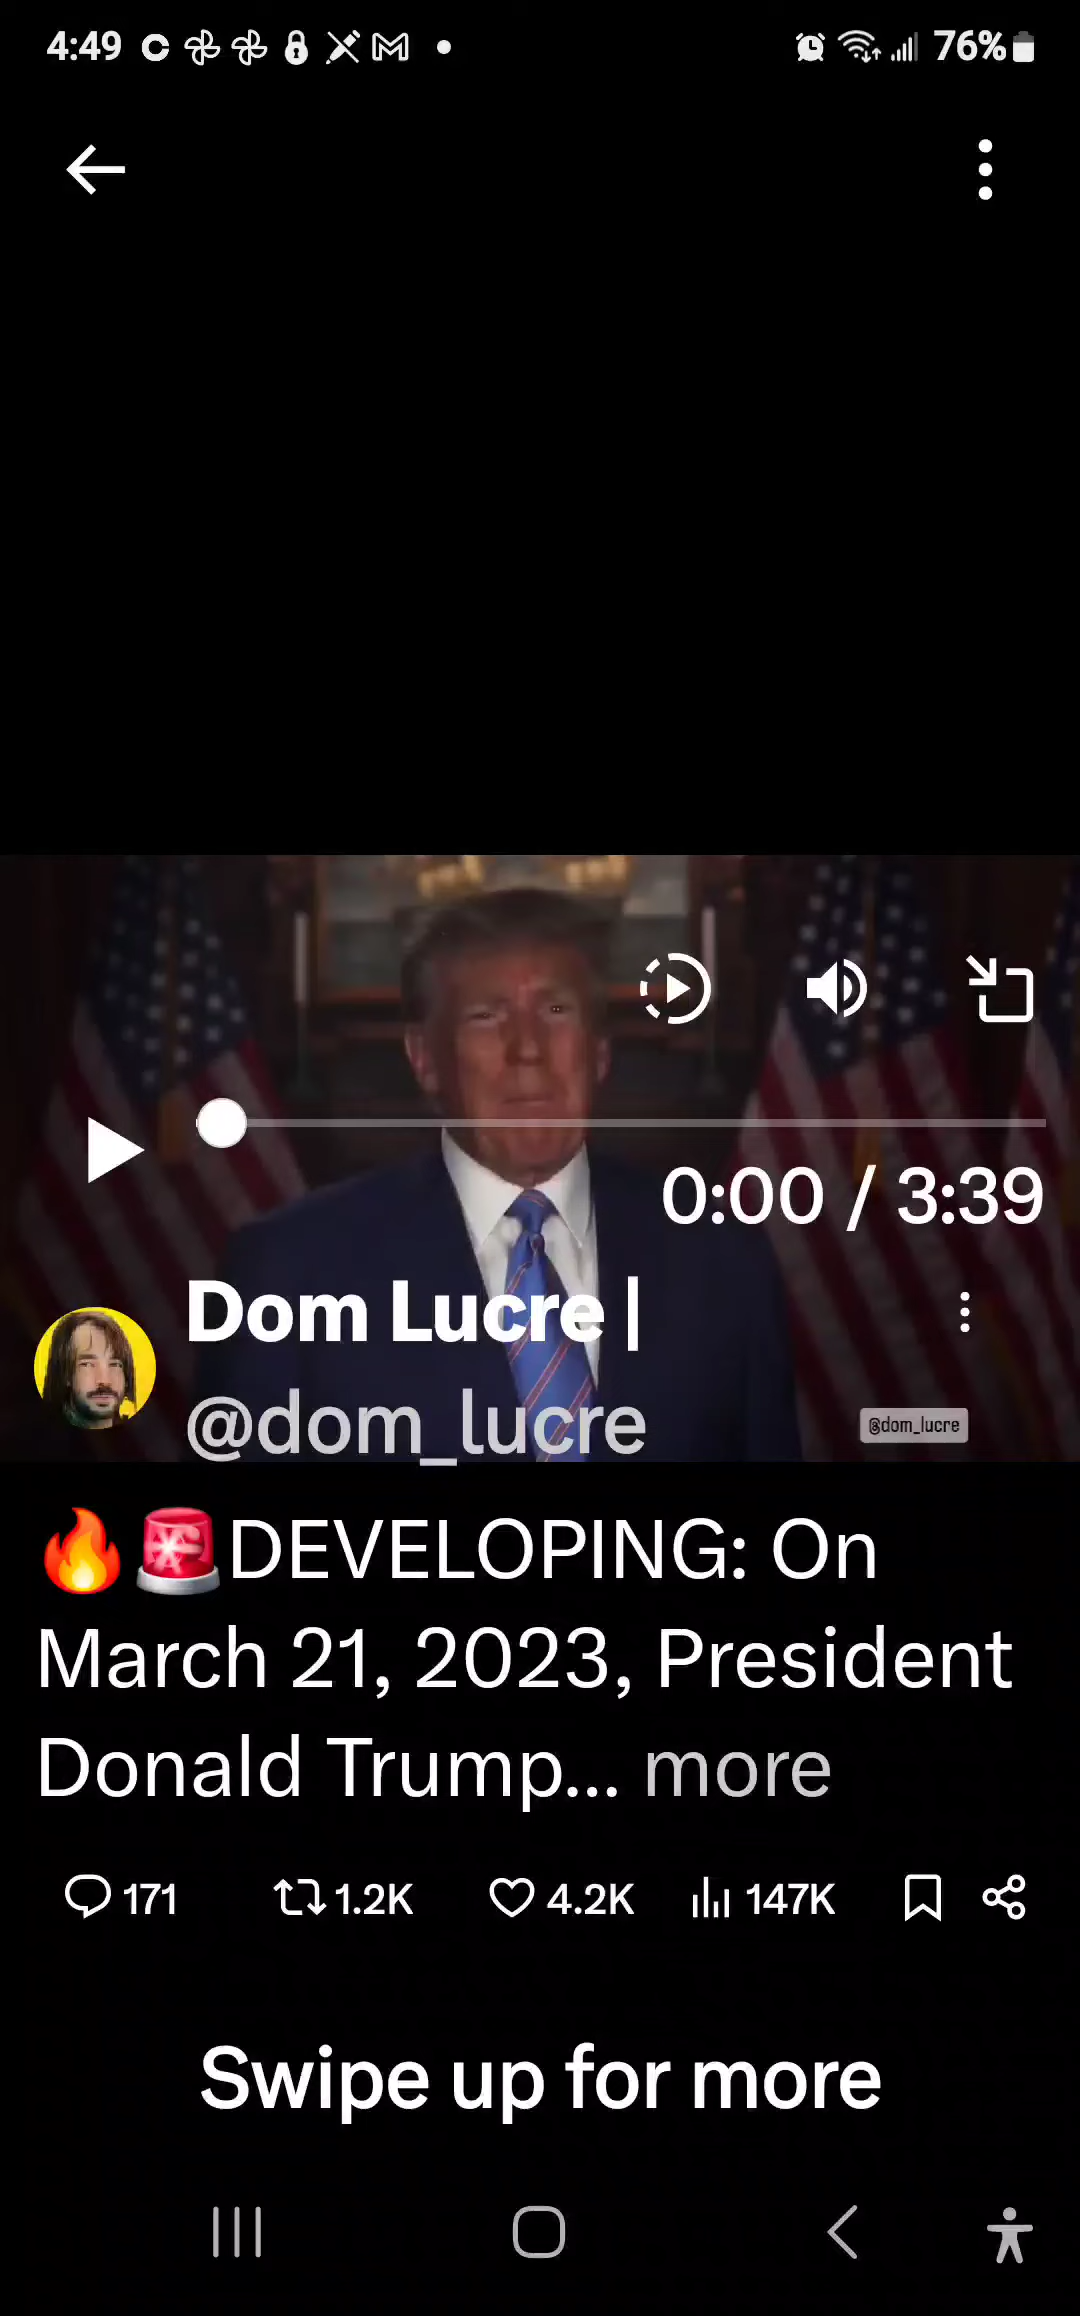 4:49
76%
0:00 / 3:39
Dom Lucre |
@dom_lucre
@dom_lucre
🔥🚨DEVELOPING: On
March 21, 2023, President
Donald Trump... more
171 1.2K 4.2K 147K
Swipe up for more